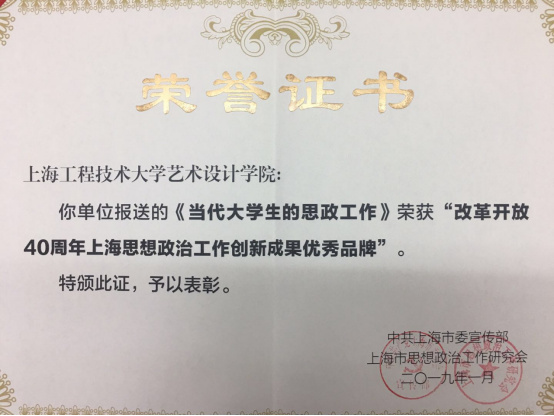 荣誉证书
上海工程技术大学艺术设计学院：
你单位报送的《当代大学生的思政工作》荣获“改革开放
40周年上海思想政治工作创新成果优秀品牌”。
特颁此证，予以表彰。
中共上海市委宣传部
上海市思想政治工作研究会
二〇一九年一月